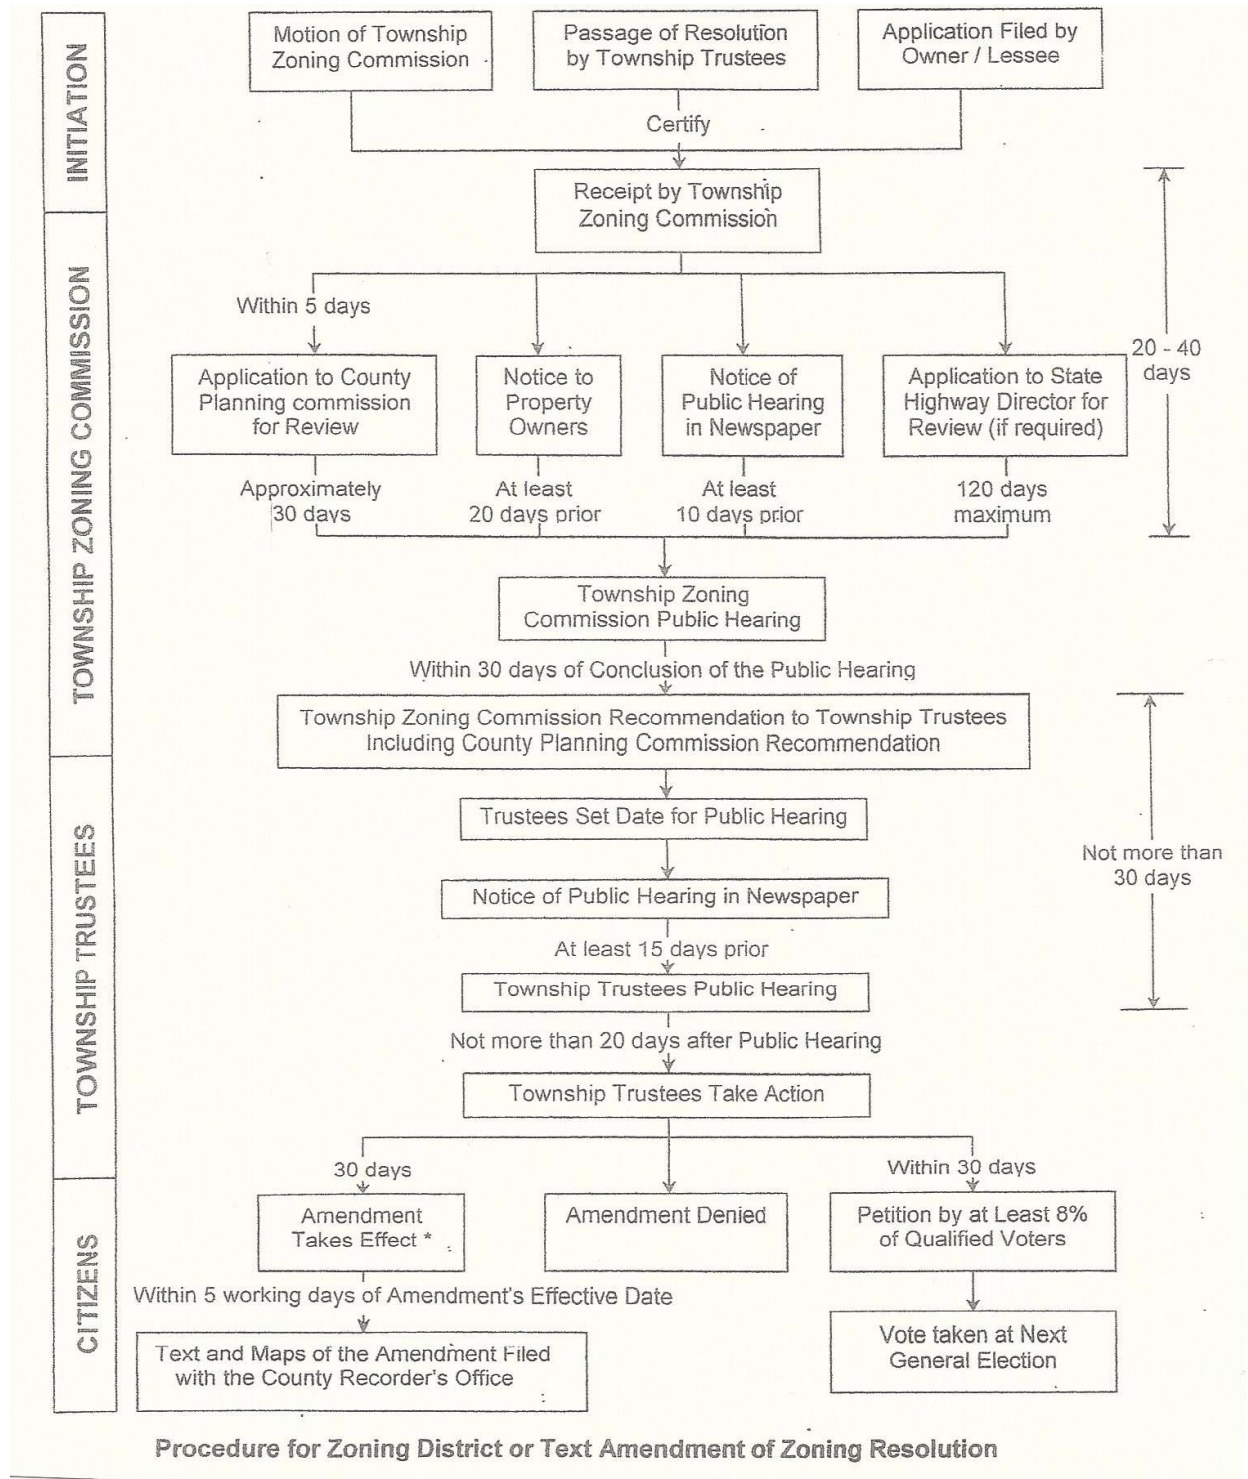 INITIATION
Motion of Township
Zoning Commission
Passage of Resolution
by Township Trustees
Application Filed by
Owner / Lessee
Certify
Receipt by Township
Zoning Commission
TOWNSHIP ZONING COMMISSION
Within 5 days
20 - 40
days
Application to County
Planning commission
for Review
Notice to
Property
Owners
Notice of
Public Hearing
in Newspaper
Application to State
Highway Director for
Review (if required)
Approximately
30 days
At least
20 days prior
At least
10 days prior
120 days
maximum
Township Zoning
Commission Public Hearing
Within 30 days of Conclusion of the Public Hearing
Township Zoning Commission Recommendation to Township Trustees
Including County Planning Commission Recommendation
TOWNSHIP TRUSTEES
Trustees Set Date for Public Hearing
Not more than
30 days
Notice of Public Hearing in Newspaper
At least 15 days prior
Township Trustees Public Hearing
Not more than 20 days after Public Hearing
Township Trustees Take Action
CITIZENS
30 days
Within 30 days
Amendment
Takes Effect *
Amendment Denied
Petition by at Least 8%
of Qualified Voters
Within 5 working days of Amendment's Effective Date
Text and Maps of the Amendment Filed
with the County Recorder's Office
Vote taken at Next
General Election
Procedure for Zoning District or Text Amendment of Zoning Resolution